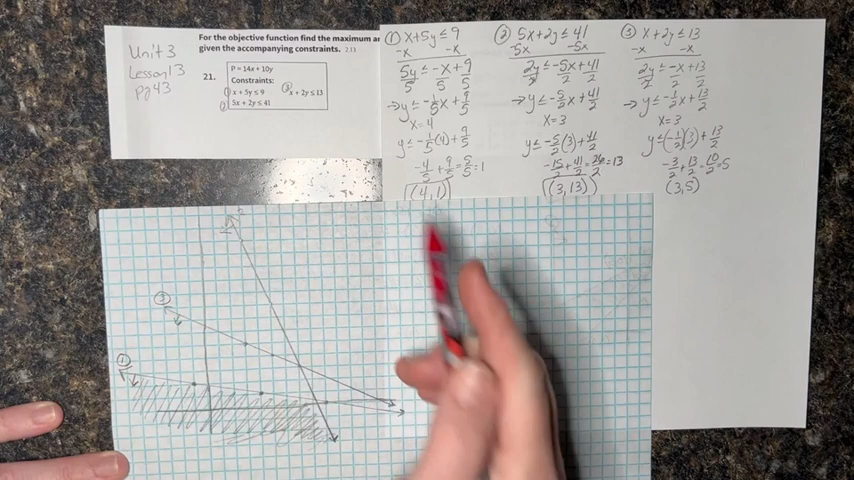 Unit 3
Lesson 13
pg 43
For the objective function find the maximum a
given the accompanying constraints. 2.13
21.
P = 14x + 10y
Constraints:
① x + 5y ≤ 9
② 5x + 2y ≤ 41
③ x + 2y ≤ 13
① x+5y ≤ 9
-x -x
5y/5 ≤ -x/5 + 9/5
→ y ≤ -1/5x + 9/5
x=4
y ≤ -1/5(4) + 9/5
-4/5 + 9/5 = 5/5 = 1
(4,1)
② 5x+2y ≤ 41
-5x -5x
2y/2 ≤ -5x/2 + 41/2
→ y ≤ -5/2x + 41/2
x=3
y ≤ -5/2(3) + 41/2
-15/2 + 41/2 = 26/2 = 13
(3,13)
③ x+2y ≤ 13
-x -x
2y/2 ≤ -x/2 + 13/2
→ y ≤ -1/2x + 13/2
x=3
y ≤ (-1/2)(3) + 13/2
-3/2 + 13/2 = 10/2 = 5
(3,5)
③
①